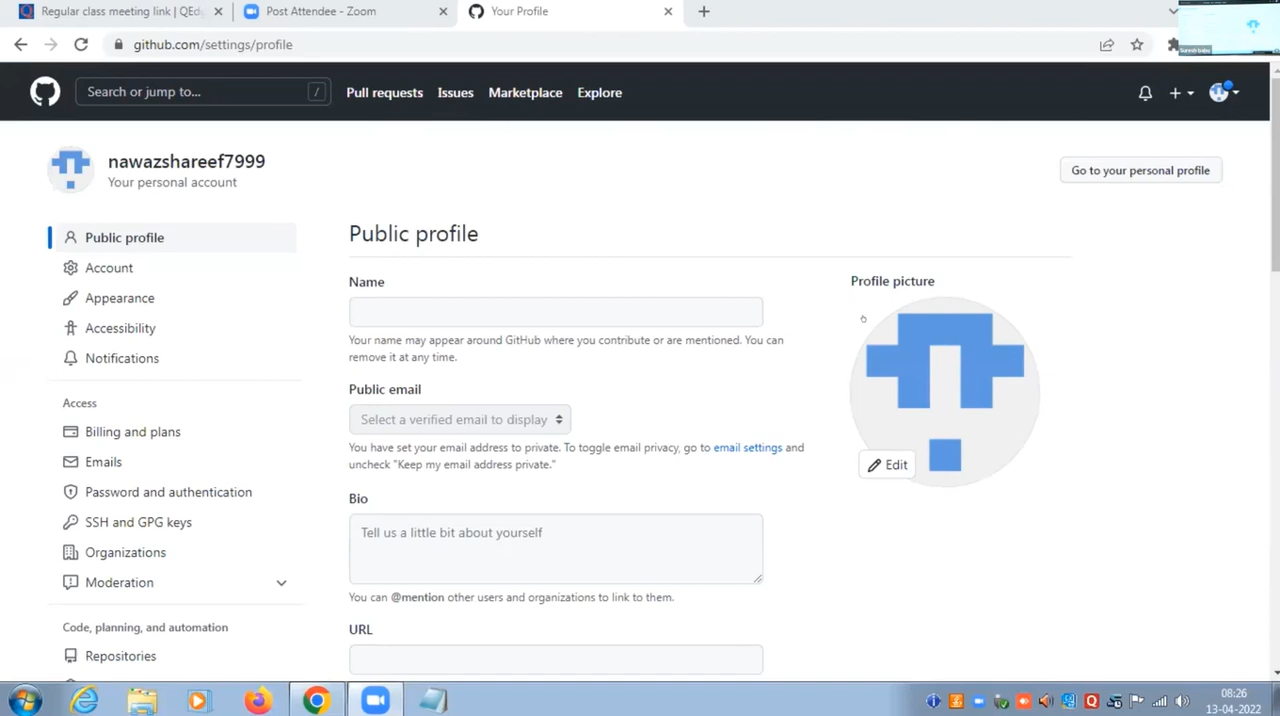 Regular class meeting link | QEd
Post Attendee - Zoom
Your Profile
github.com/settings/profile
Search or jump to...
/
Pull requests
Issues
Marketplace
Explore
nawazshareef7999
Your personal account
Go to your personal profile
Public profile
Account
Appearance
Accessibility
Notifications
Access
Billing and plans
Emails
Password and authentication
SSH and GPG keys
Organizations
Moderation
Code, planning, and automation
Repositories
Public profile
Name
Your name may appear around GitHub where you contribute or are mentioned. You can
remove it at any time.
Public email
Select a verified email to display
You have set your email address to private. To toggle email privacy, go to email settings and
uncheck "Keep my email address private."
Bio
Tell us a little bit about yourself
You can @mention other users and organizations to link to them.
URL
Profile picture
Edit
08:26
13-04-2022